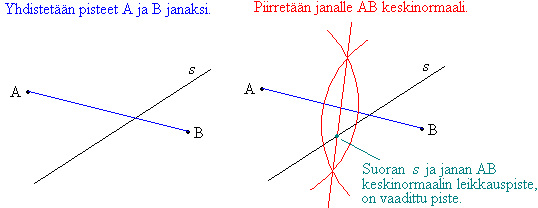 Yhdistetään pisteet A ja B janaksi.
A
s
B
Piirretään janalle AB keskinormaali.
A
s
B
Suoran s ja janan AB
keskinormaalin leikkauspiste,
on vaadittu piste.